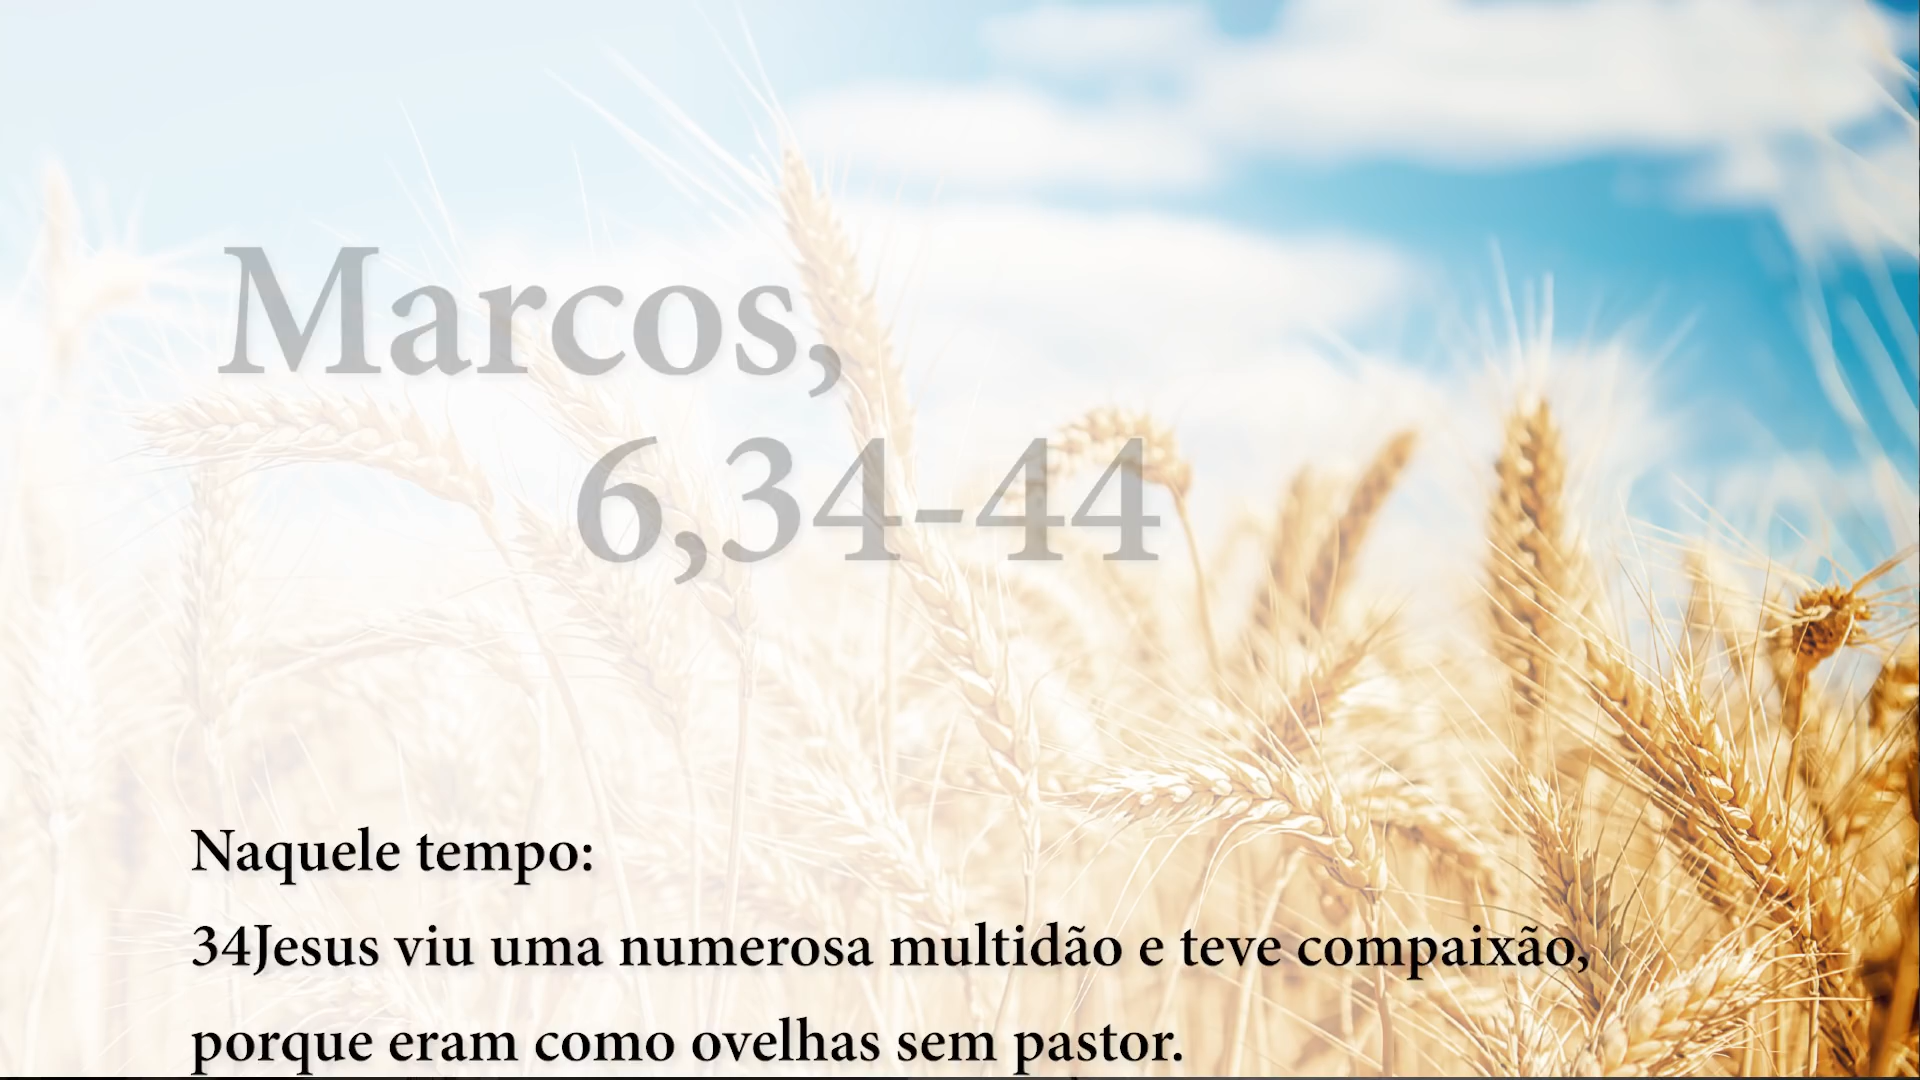 Marcos,
6,34-44
Naquele tempo:
34Jesus viu uma numerosa multidão e teve compaixão,
porque eram como ovelhas sem pastor.